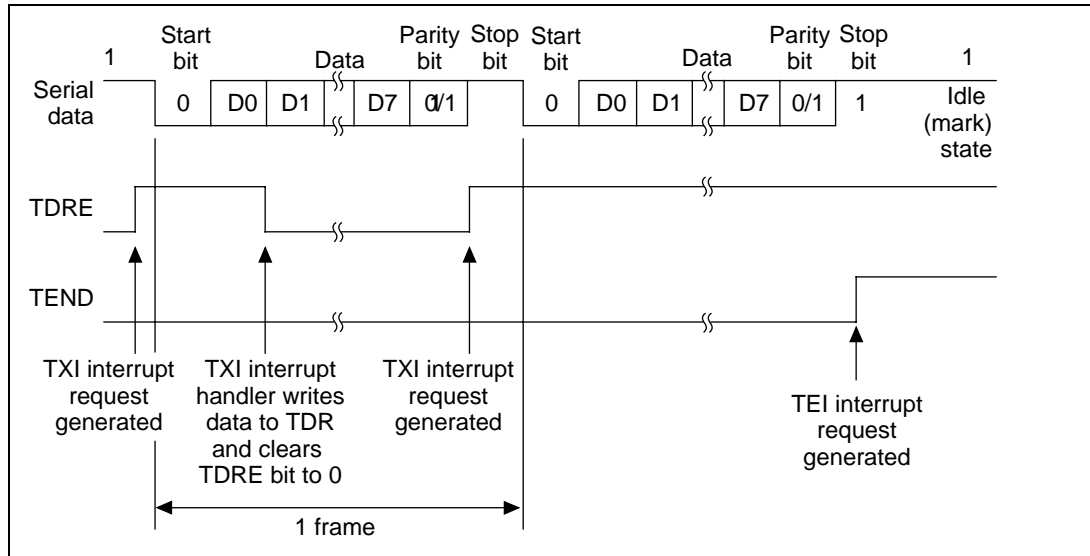 1
Start
bit
Data
Parity
bit
Stop
bit
Start
bit
Data
Parity
bit
Stop
bit
1
Serial
data
0 D0 D1 D7 0/1 0 D0 D1 D7 0/1 1
Idle
(mark)
state
TDRE
TEND
TXI interrupt
request
generated
TXI interrupt
handler writes
data to TDR
and clears
TDRE bit to 0
TXI interrupt
request
generated
TEI interrupt
request
generated
1 frame